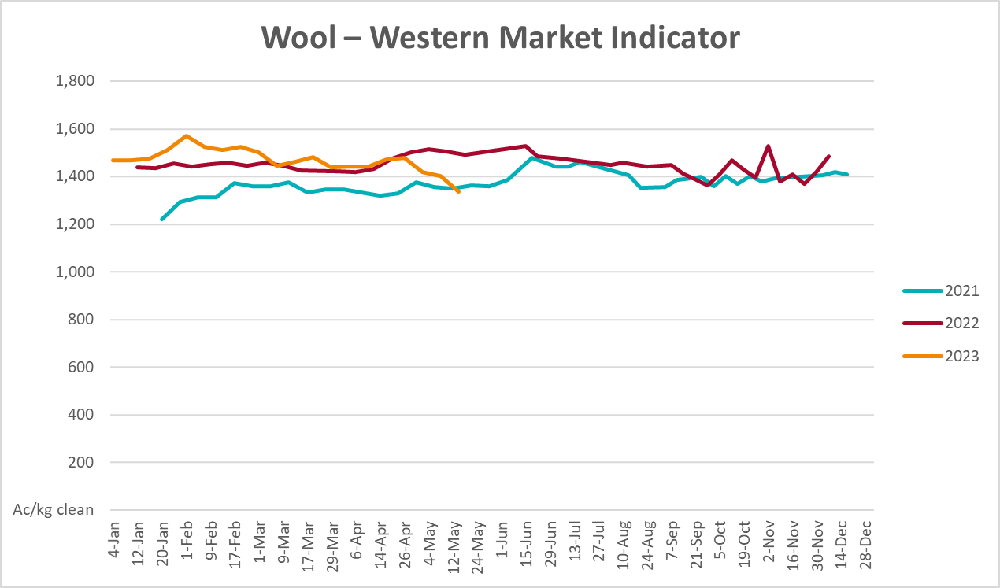 Wool – Western Market Indicator
1,800
1,600
1,400
1,200
1,000
800
600
400
200
Ac/kg clean
4-Jan
12-Jan
20-Jan
1-Feb
9-Feb
17-Feb
1-Mar
9-Mar
17-Mar
29-Mar
6-Apr
14-Apr
26-Apr
4-May
12-May
24-May
1-Jun
15-Jun
29-Jun
13-Jul
27-Jul
10-Aug
24-Aug
7-Sep
21-Sep
5-Oct
19-Oct
2-Nov
16-Nov
30-Nov
14-Dec
28-Dec
2021
2022
2023